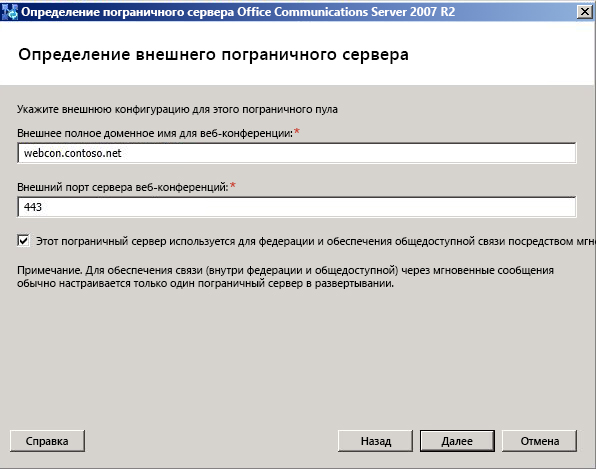 Определение пограничного сервера Office Communications Server 2007 R2
Определение внешнего пограничного сервера
Укажите внешнюю конфигурацию для этого пограничного пула
Внешнее полное доменное имя для веб-конференции:*
webcon.contoso.net
Внешний порт сервера веб-конференций:*
443
Этот пограничный сервер используется для федерации и обеспечения общедоступной связи посредством
Примечание. Для обеспечения связи (внутри федерации и общедоступной) через мгновенные сообщения
обычно настраивается только один пограничный сервер в развертывании.
Справка
Назад
Далее
Отмена